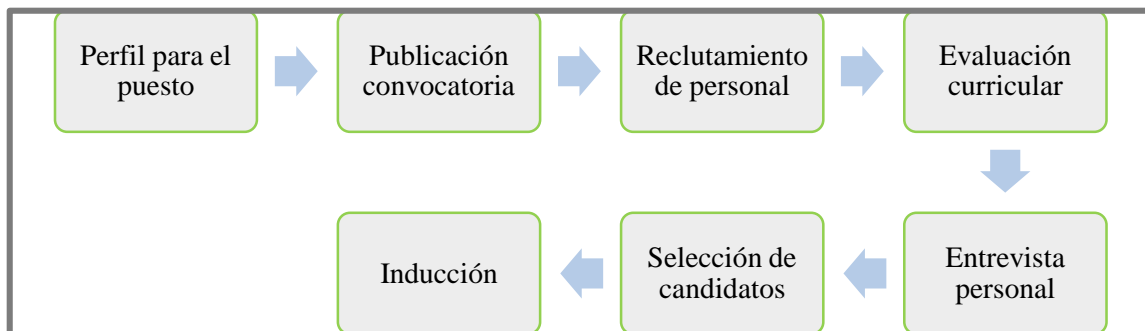 Perfil para el
puesto
Publicación
convocatoria
Reclutamiento
de personal
Evaluación
curricular
Entrevista
personal
Selección de
candidatos
Inducción